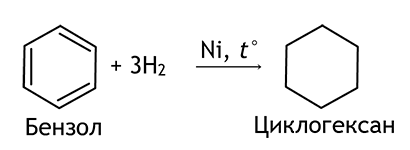 + 3H₂ Ni, t°
Бензол
Циклогексан